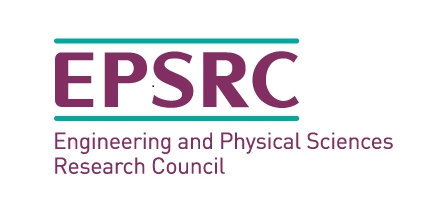 EPSRC
Engineering and Physical Sciences
Research Council